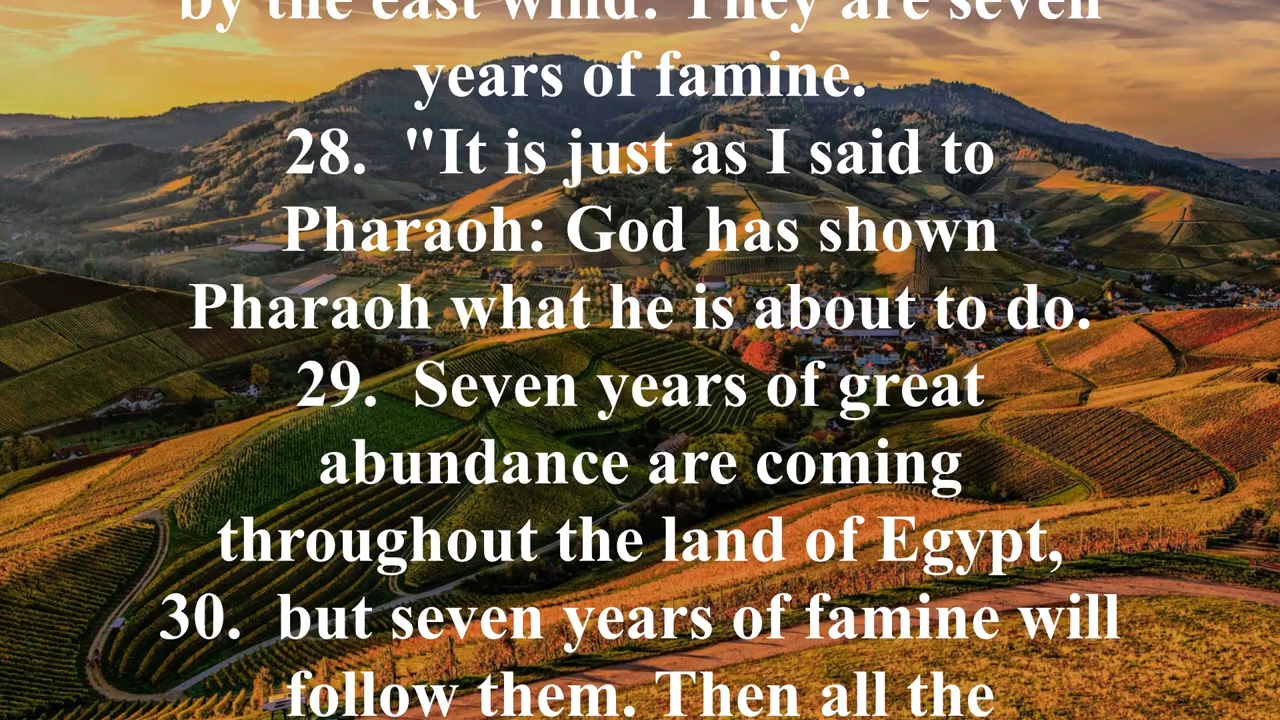 by the east wind: They are seven
years of famine.
28. "It is just as I said to
Pharaoh: God has shown
Pharaoh what he is about to do.
29. Seven years of great
abundance are coming
throughout the land of Egypt,
30. but seven years of famine will
follow them. Then all the